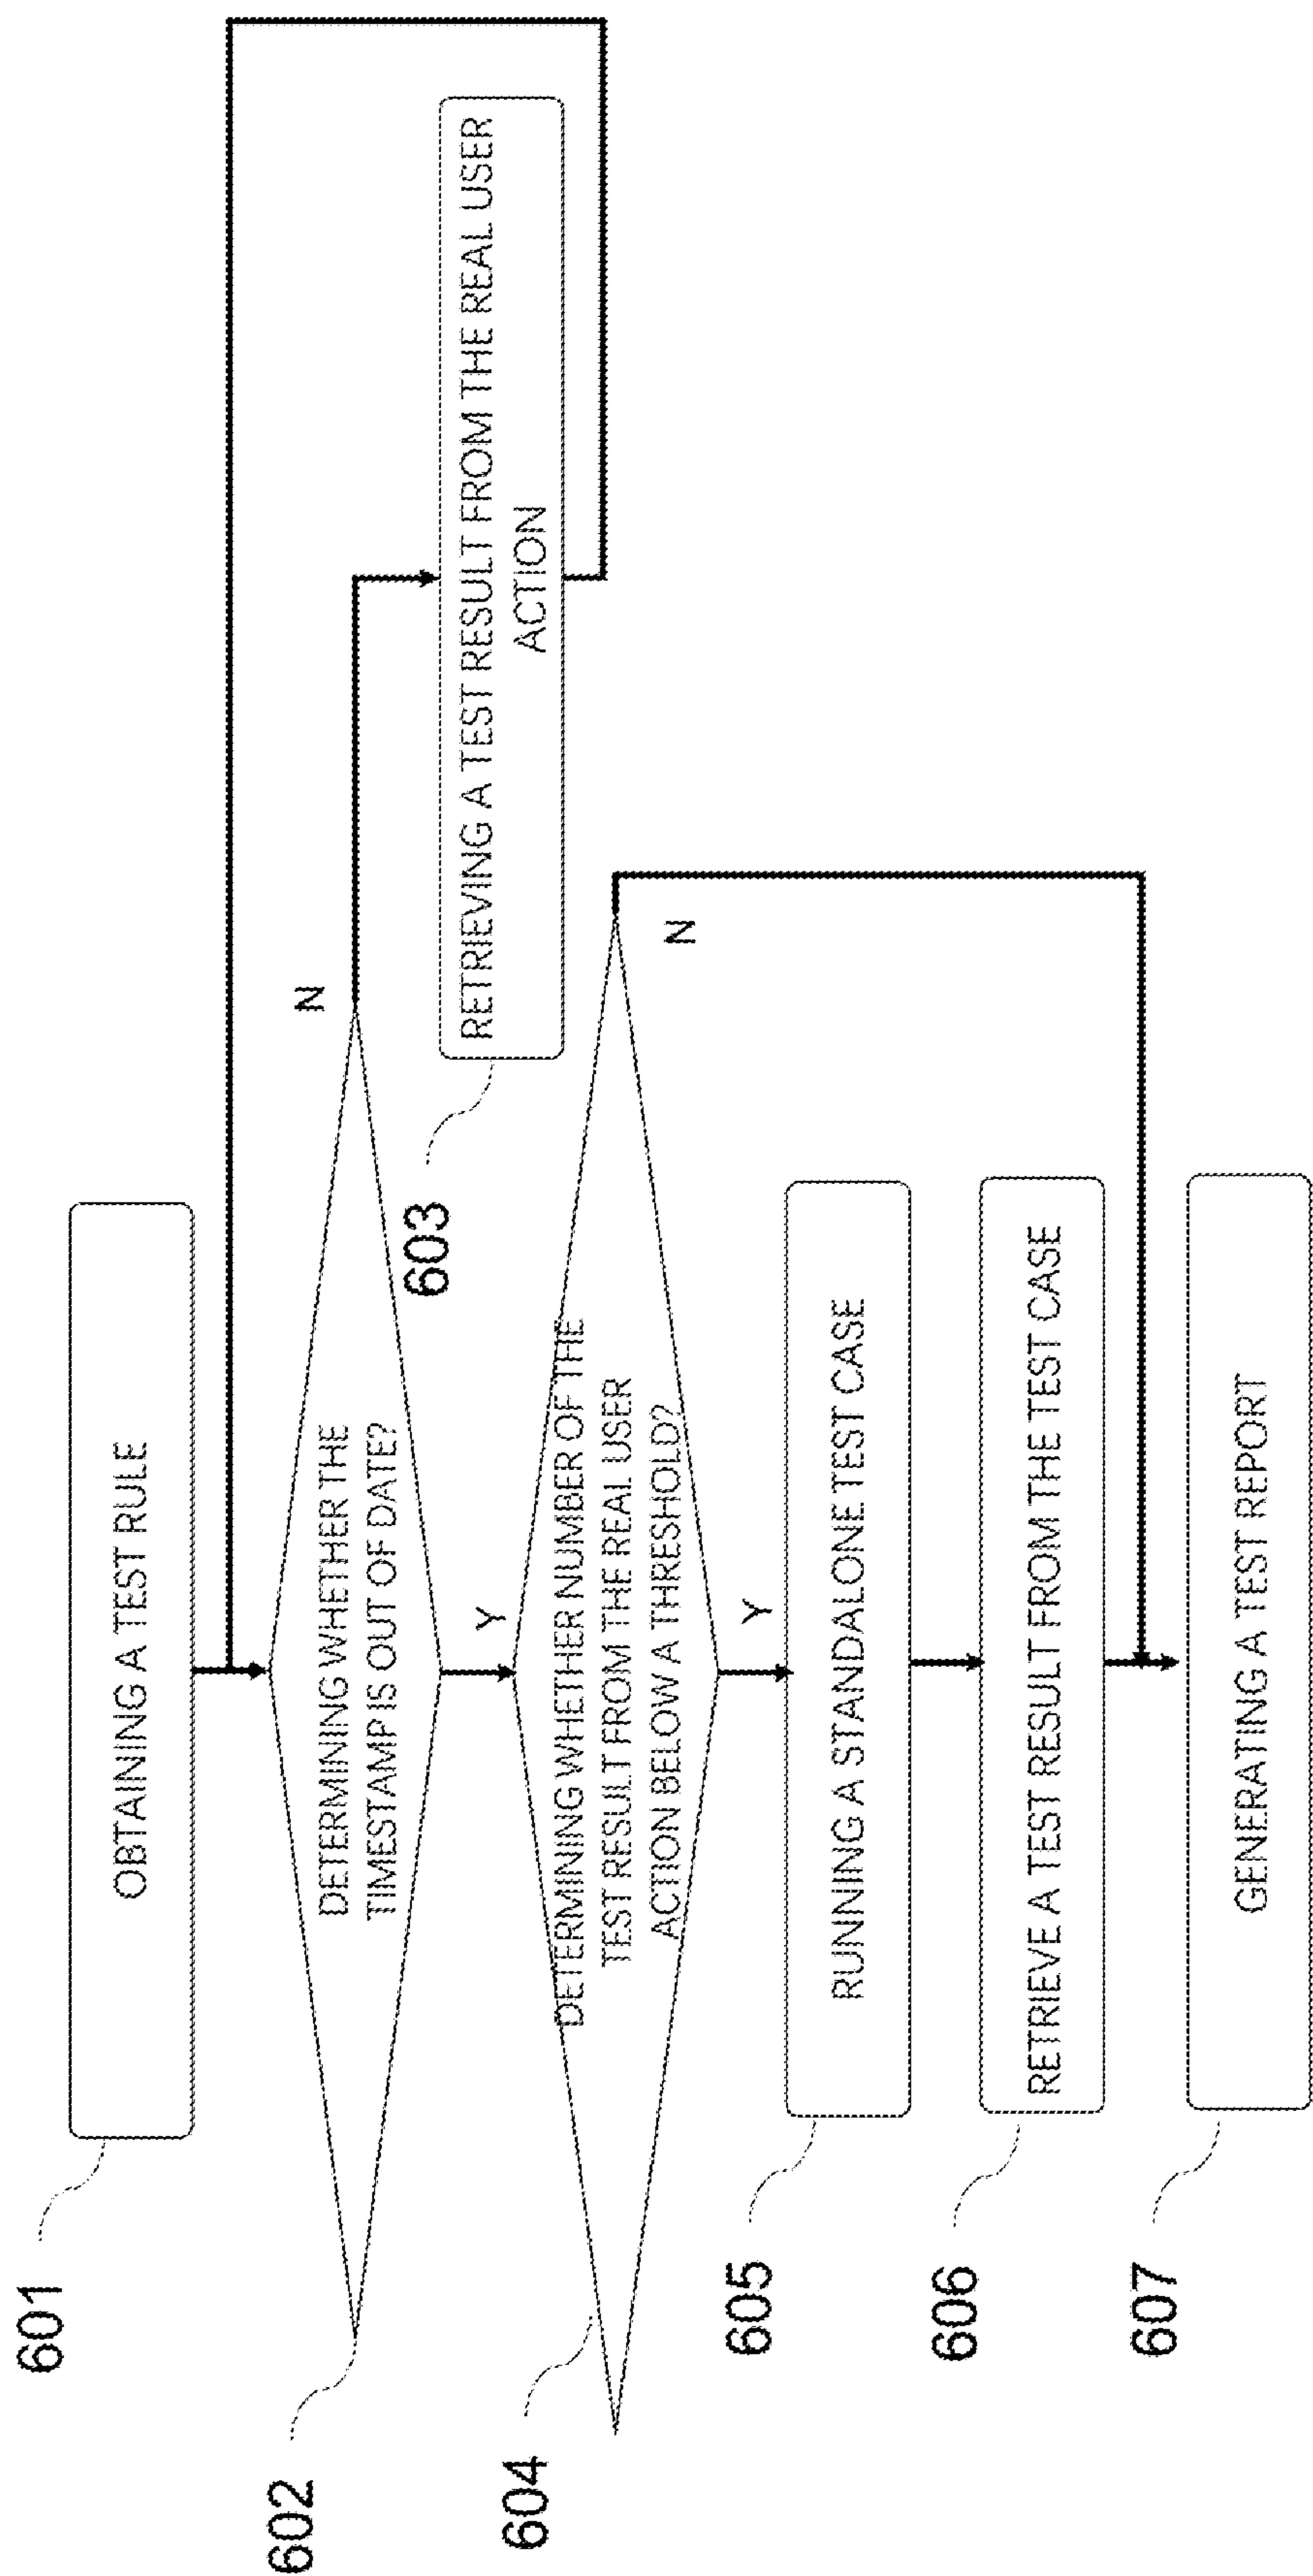 601
OBTAINING A TEST RULE
602
DETERMINING WHETHER THE
TIMESTAMP IS OUT OF DATE?
N
Y
603
RETRIEVING A TEST RESULT FROM THE REAL USER
ACTION
604
DETERMINING WHETHER NUMBER OF THE
TEST RESULT FROM THE REAL USER
ACTION BELOW A THRESHOLD?
N
Y
605
RUNNING A STANDALONE TEST CASE
606
RETRIEVE A TEST RESULT FROM THE TEST CASE
607
GENERATING A TEST REPORT